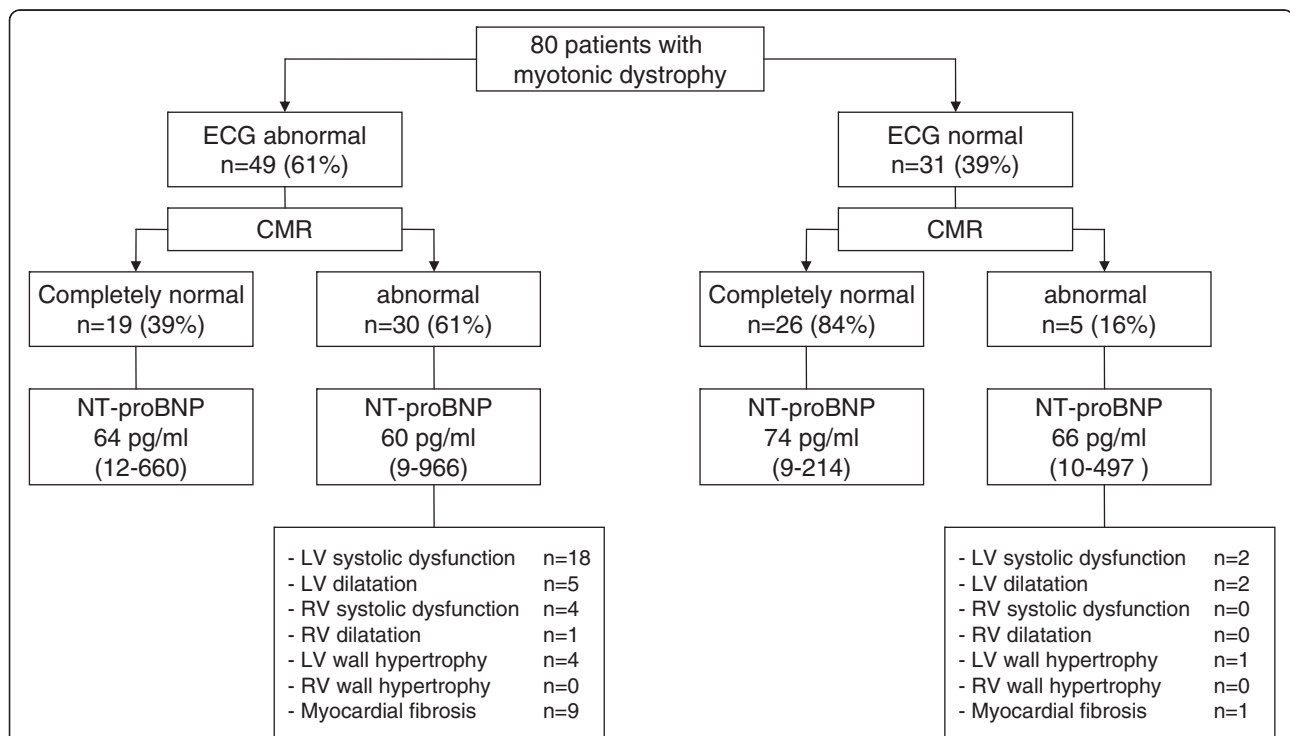 80 patients with
myotonic dystrophy
ECG abnormal
n=49 (61%)
ECG normal
n=31 (39%)
CMR
CMR
Completely normal
n=19 (39%)
abnormal
n=30 (61%)
Completely normal
n=26 (84%)
abnormal
n=5 (16%)
NT-proBNP
64 pg/ml
(12-660)
NT-proBNP
60 pg/ml
(9-966)
NT-proBNP
74 pg/ml
(9-214)
NT-proBNP
66 pg/ml
(10-497 )
- LV systolic dysfunction n=18
- LV dilatation n=5
- RV systolic dysfunction n=4
- RV dilatation n=1
- LV wall hypertrophy n=4
- RV wall hypertrophy n=0
- Myocardial fibrosis n=9
- LV systolic dysfunction n=2
- LV dilatation n=2
- RV systolic dysfunction n=0
- RV dilatation n=0
- LV wall hypertrophy n=1
- RV wall hypertrophy n=0
- Myocardial fibrosis n=1